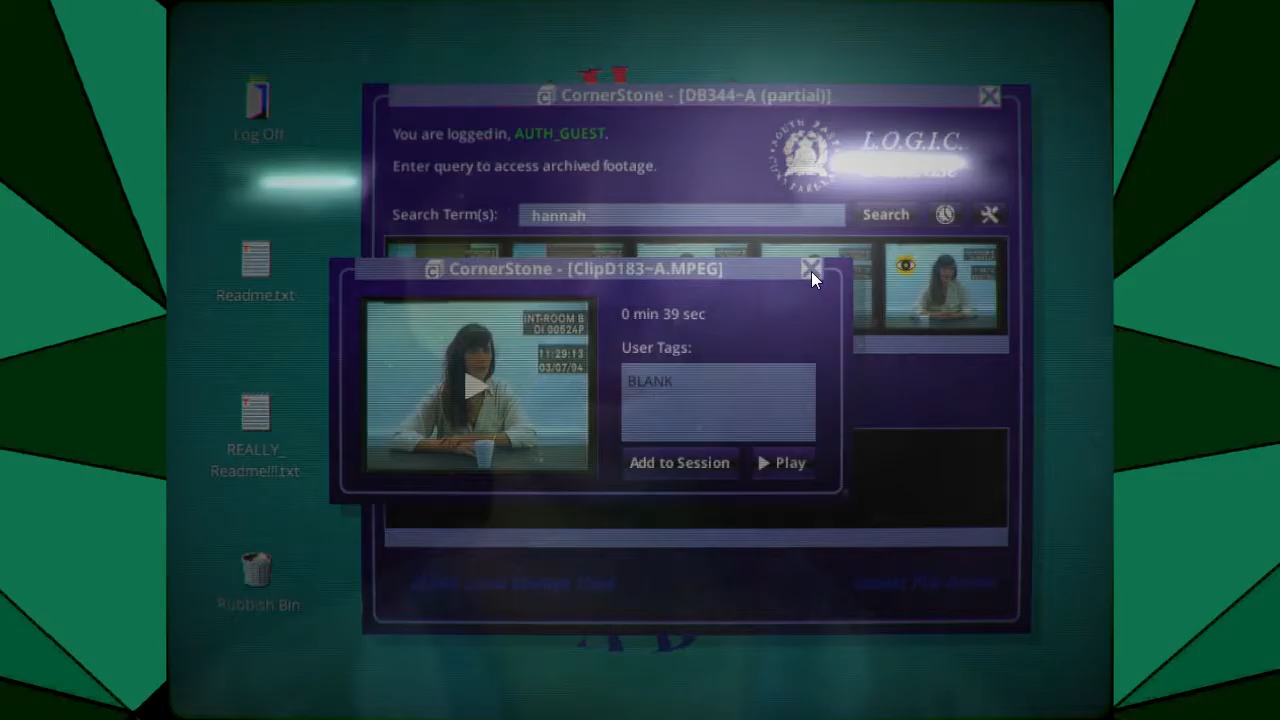 CornerStone - [DB344-A (partial)]
Log Off
You are logged in, AUTH_GUEST.
L.O.G.I.C.
Enter query to access archived footage.
Search Term(s):
hannah
Search
CornerStone - [ClipD183-A.MPEG]
Readme.txt
INT-ROOM B
DI 00524P
11:29:13
03/07/94
0 min 39 sec
User Tags:
BLANK
REALLY_
Readme!!!.txt
Add to Session
Play
Rubbish Bin